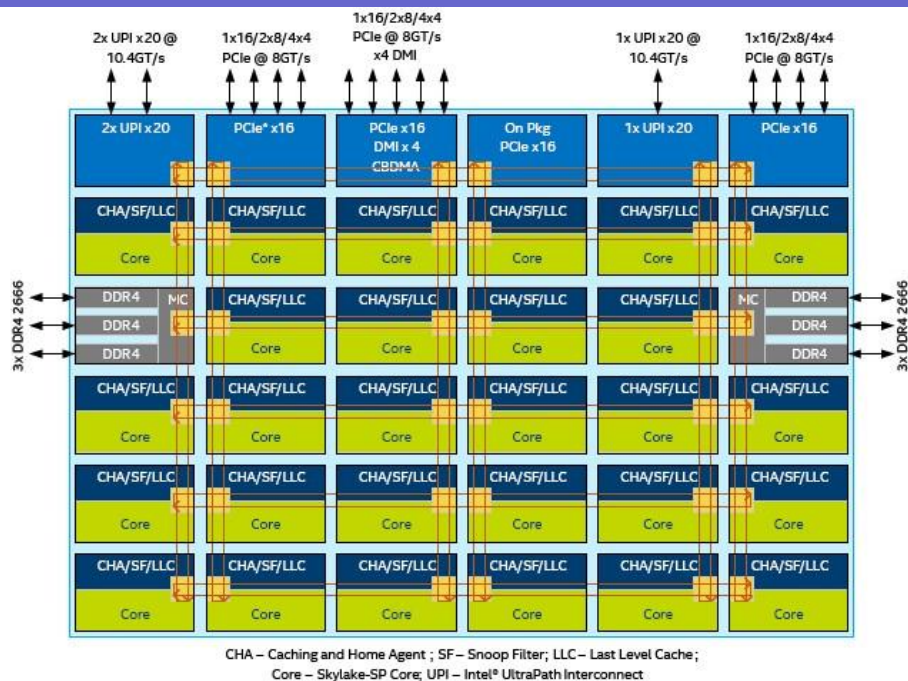 2x UPI x20 @
10.4GT/s
1x16/2x8/4x4
PCIe @ 8GT/s
1x16/2x8/4x4
PCIe @ 8GT/s
x4 DMI
1x UPI x20 @
10.4GT/s
1x16/2x8/4x4
PCIe @ 8GT/s
2x UPI x20
PCIe* x16
PCIe x16
DMI x 4
CBDMA
On Pkg
PCIe x16
1x UPI x20
PCIe x16
CHA/SF/LLC
CHA/SF/LLC
CHA/SF/LLC
CHA/SF/LLC
CHA/SF/LLC
CHA/SF/LLC
Core
Core
Core
Core
Core
Core
3x DDR4 2666
DDR4
DDR4
DDR4
MC
CHA/SF/LLC
CHA/SF/LLC
CHA/SF/LLC
CHA/SF/LLC
Core
Core
Core
Core
MC
DDR4
DDR4
DDR4
3x DDR4 2666
CHA/SF/LLC
CHA/SF/LLC
CHA/SF/LLC
CHA/SF/LLC
CHA/SF/LLC
CHA/SF/LLC
Core
Core
Core
Core
Core
Core
CHA/SF/LLC
CHA/SF/LLC
CHA/SF/LLC
CHA/SF/LLC
CHA/SF/LLC
CHA/SF/LLC
Core
Core
Core
Core
Core
Core
CHA/SF/LLC
CHA/SF/LLC
CHA/SF/LLC
CHA/SF/LLC
CHA/SF/LLC
CHA/SF/LLC
Core
Core
Core
Core
Core
Core
CHA – Caching and Home Agent ; SF – Snoop Filter; LLC – Last Level Cache;
Core – Skylake-SP Core; UPI – Intel® UltraPath Interconnect